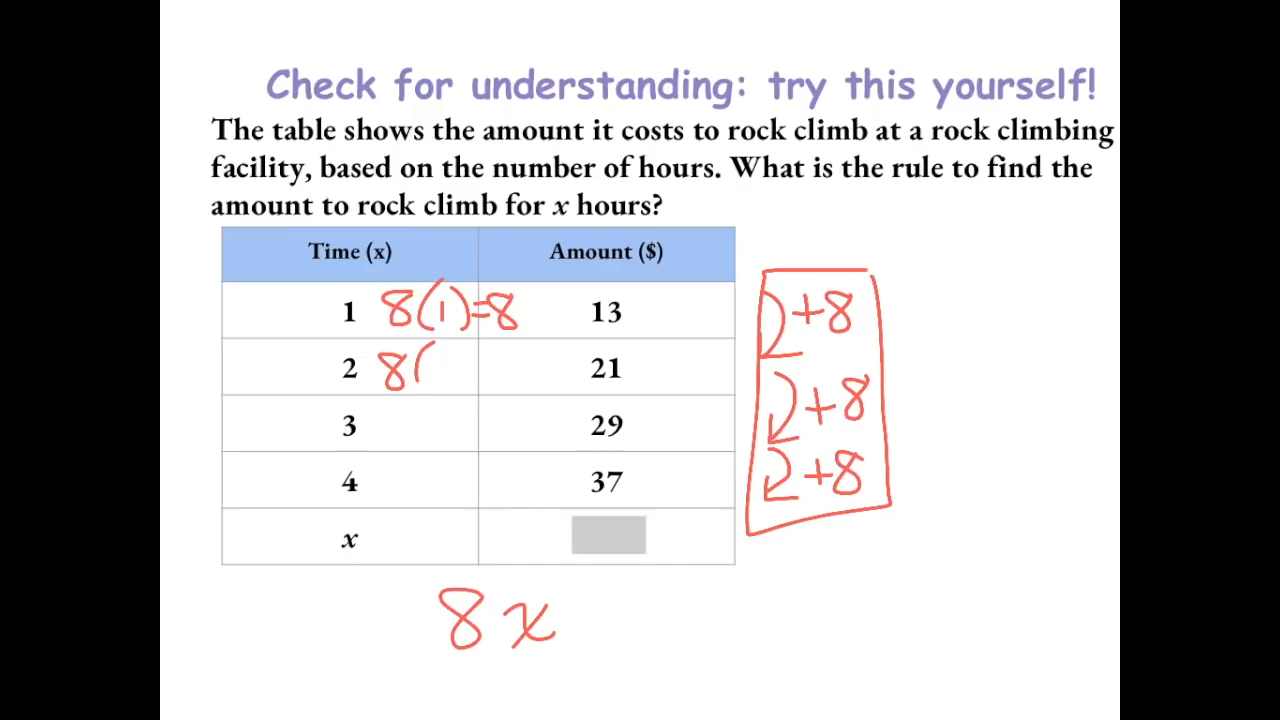 Check for understanding: try this yourself!
The table shows the amount it costs to rock climb at a rock climbing
facility, based on the number of hours. What is the rule to find the
amount to rock climb for x hours?
Time (x) Amount ($)
1 8(1)=8 13 +8
2 8( 21
3 29 +8
4 37 +8
x
8x